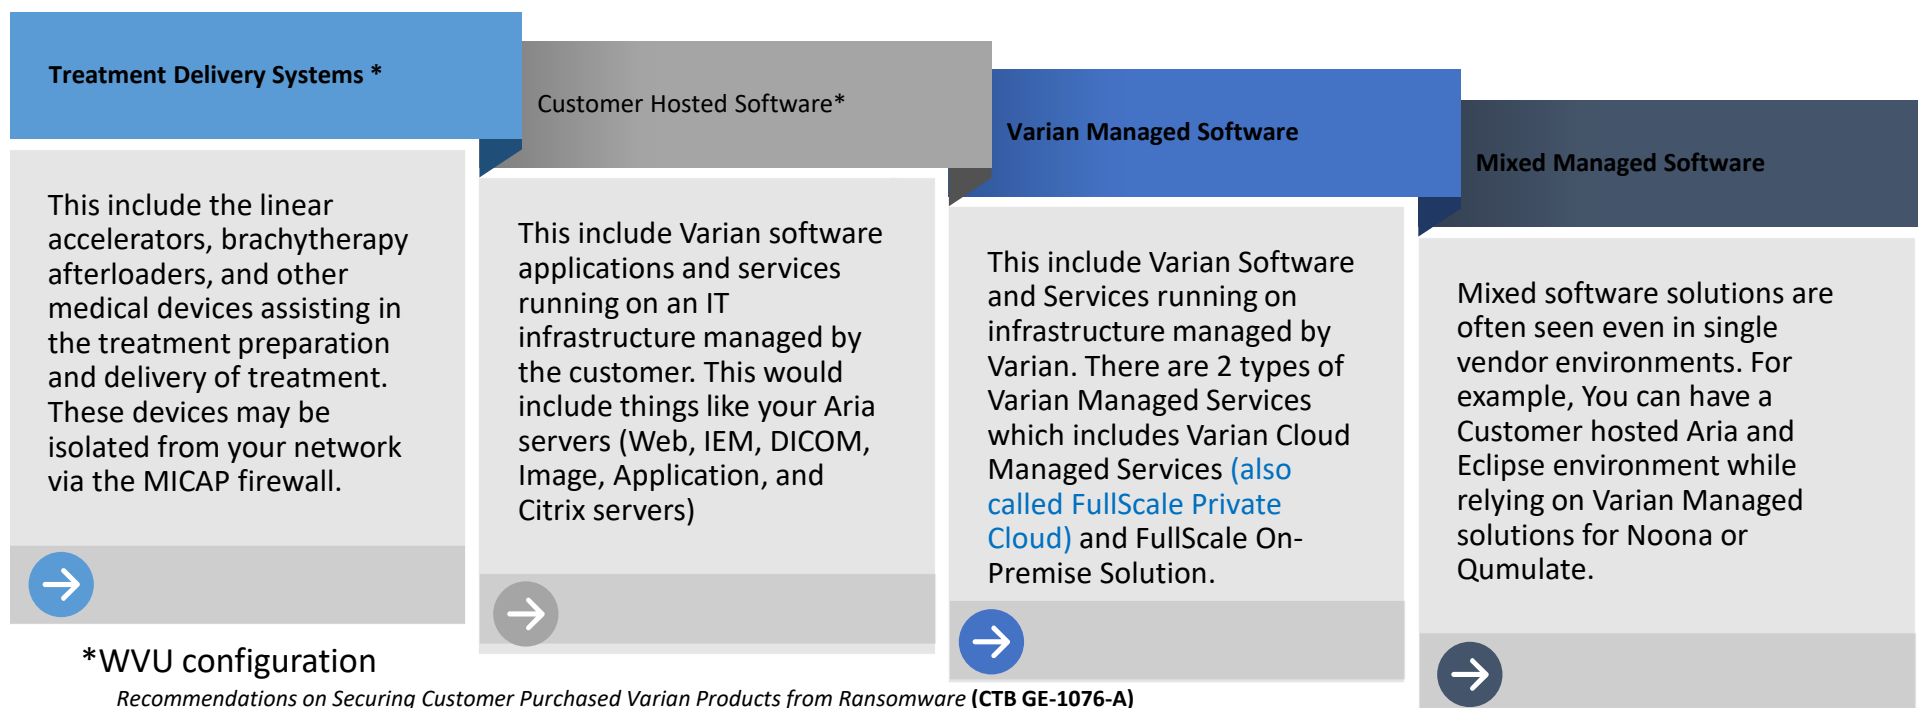 Treatment Delivery Systems *
This include the linear
accelerators, brachytherapy
afterloaders, and other
medical devices assisting in
the treatment preparation
and delivery of treatment.
These devices may be
isolated from your network
via the MICAP firewall.
Customer Hosted Software*
This include Varian software
applications and services
running on an IT
infrastructure managed by
the customer. This would
include things like your Aria
servers (Web, IEM, DICOM,
Image, Application, and
Citrix servers)
Varian Managed Software
This include Varian Software
and Services running on
infrastructure managed by
Varian. There are 2 types of
Varian Managed Services
which includes Varian Cloud
Managed Services (also
called FullScale Private
Cloud) and FullScale On-
Premise Solution.
Mixed Managed Software
Mixed software solutions are
often seen even in single
vendor environments. For
example, You can have a
Customer hosted Aria and
Eclipse environment while
relying on Varian Managed
solutions for Noona or
Qumulate.
*WVU configuration
Recommendations on Securing Customer Purchased Varian Products from Ransomware (CTB GE-1076-A)